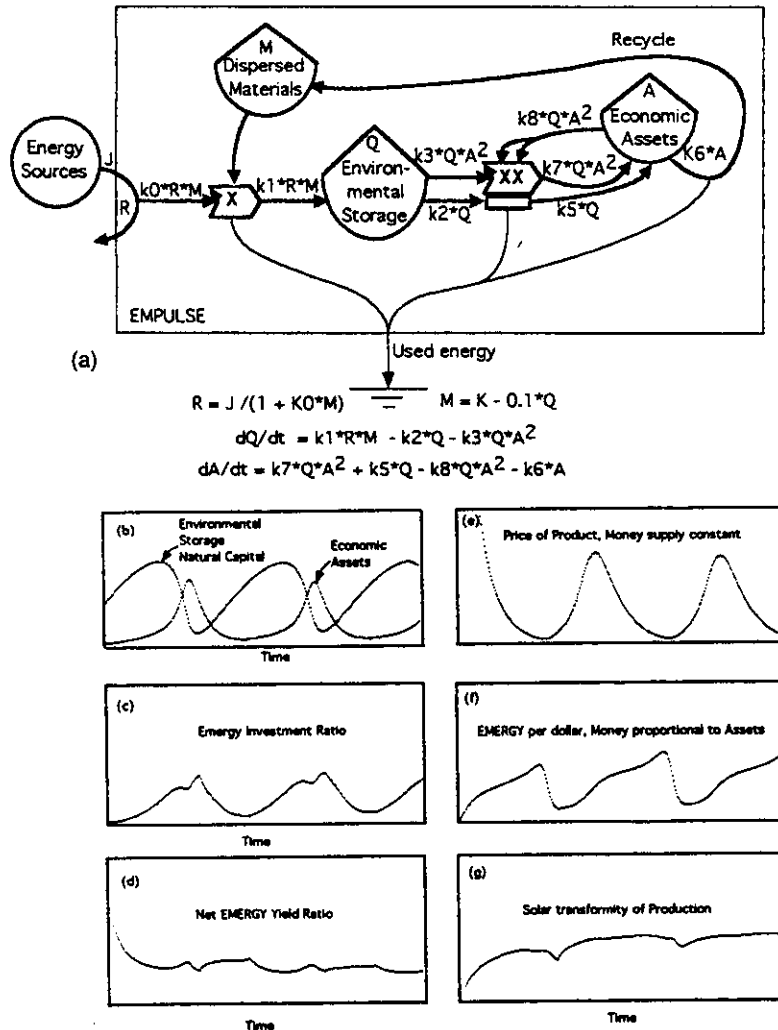 M
Dispersed
Materials
Recycle
A
Economic
Assets
k8*Q*A2
Energy
Sources
J
Q
Environ-
mental
Storage
k3*Q*A2
XX
k7*Q*A2
K6*A
k0*R*M
X
k1*R*M
R
k2*Q
k5*Q
EMPULSE
(a)
Used energy
R = J /(1 + K0*M) M = K - 0.1*Q
dQ/dt = k1*R*M - k2*Q - k3*Q*A2
dA/dt = k7*Q*A2 + k5*Q - k8*Q*A2 - k6*A
(b)
Environmental
Storage
Natural Capital
Economic
Assets
Time
(e)
Price of Product, Money supply constant
(c)
Emergy Investment Ratio
Time
(f)
EMERGY per dollar, Money proportional to Assets
Time
(d)
Net EMERGY Yield Ratio
Time
(g)
Solar transformity of Production
Time